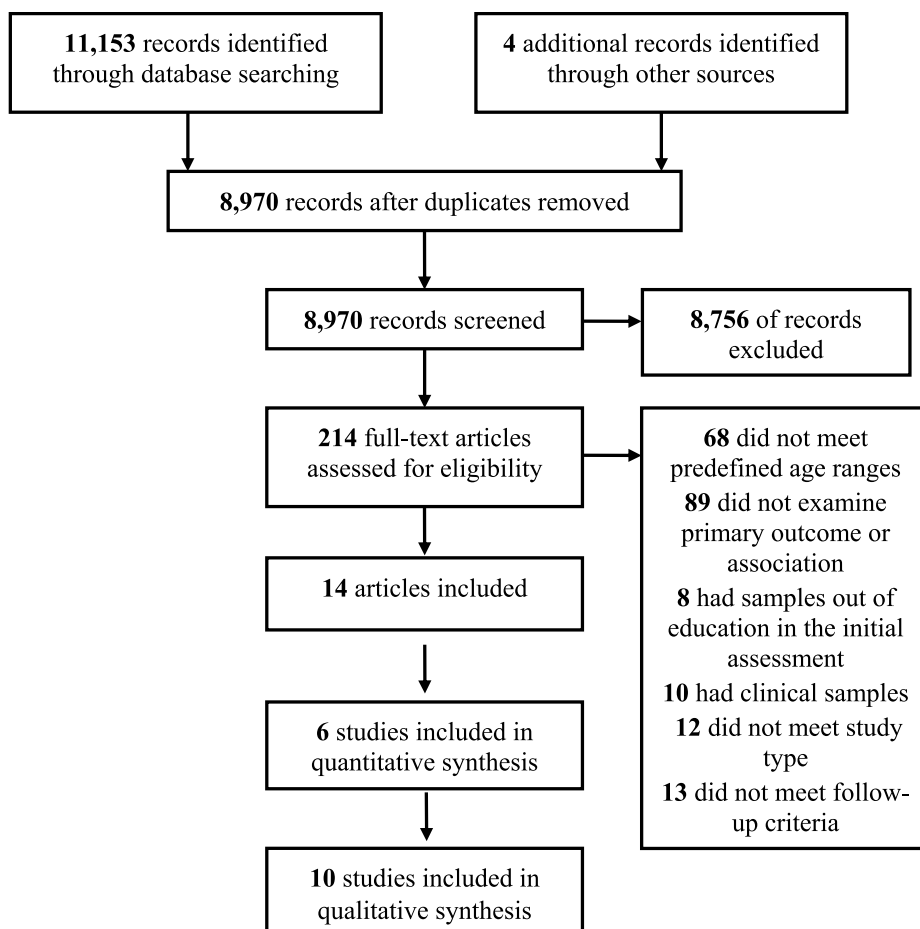 11,153 records identified
through database searching
4 additional records identified
through other sources
8,970 records after duplicates removed
8,970 records screened
8,756 of records
excluded
214 full-text articles
assessed for eligibility
68 did not meet
predefined age ranges
89 did not examine
primary outcome or
association
8 had samples out of
education in the initial
assessment
10 had clinical samples
12 did not meet study
type
13 did not meet follow-
up criteria
14 articles included
6 studies included in
quantitative synthesis
10 studies included in
qualitative synthesis